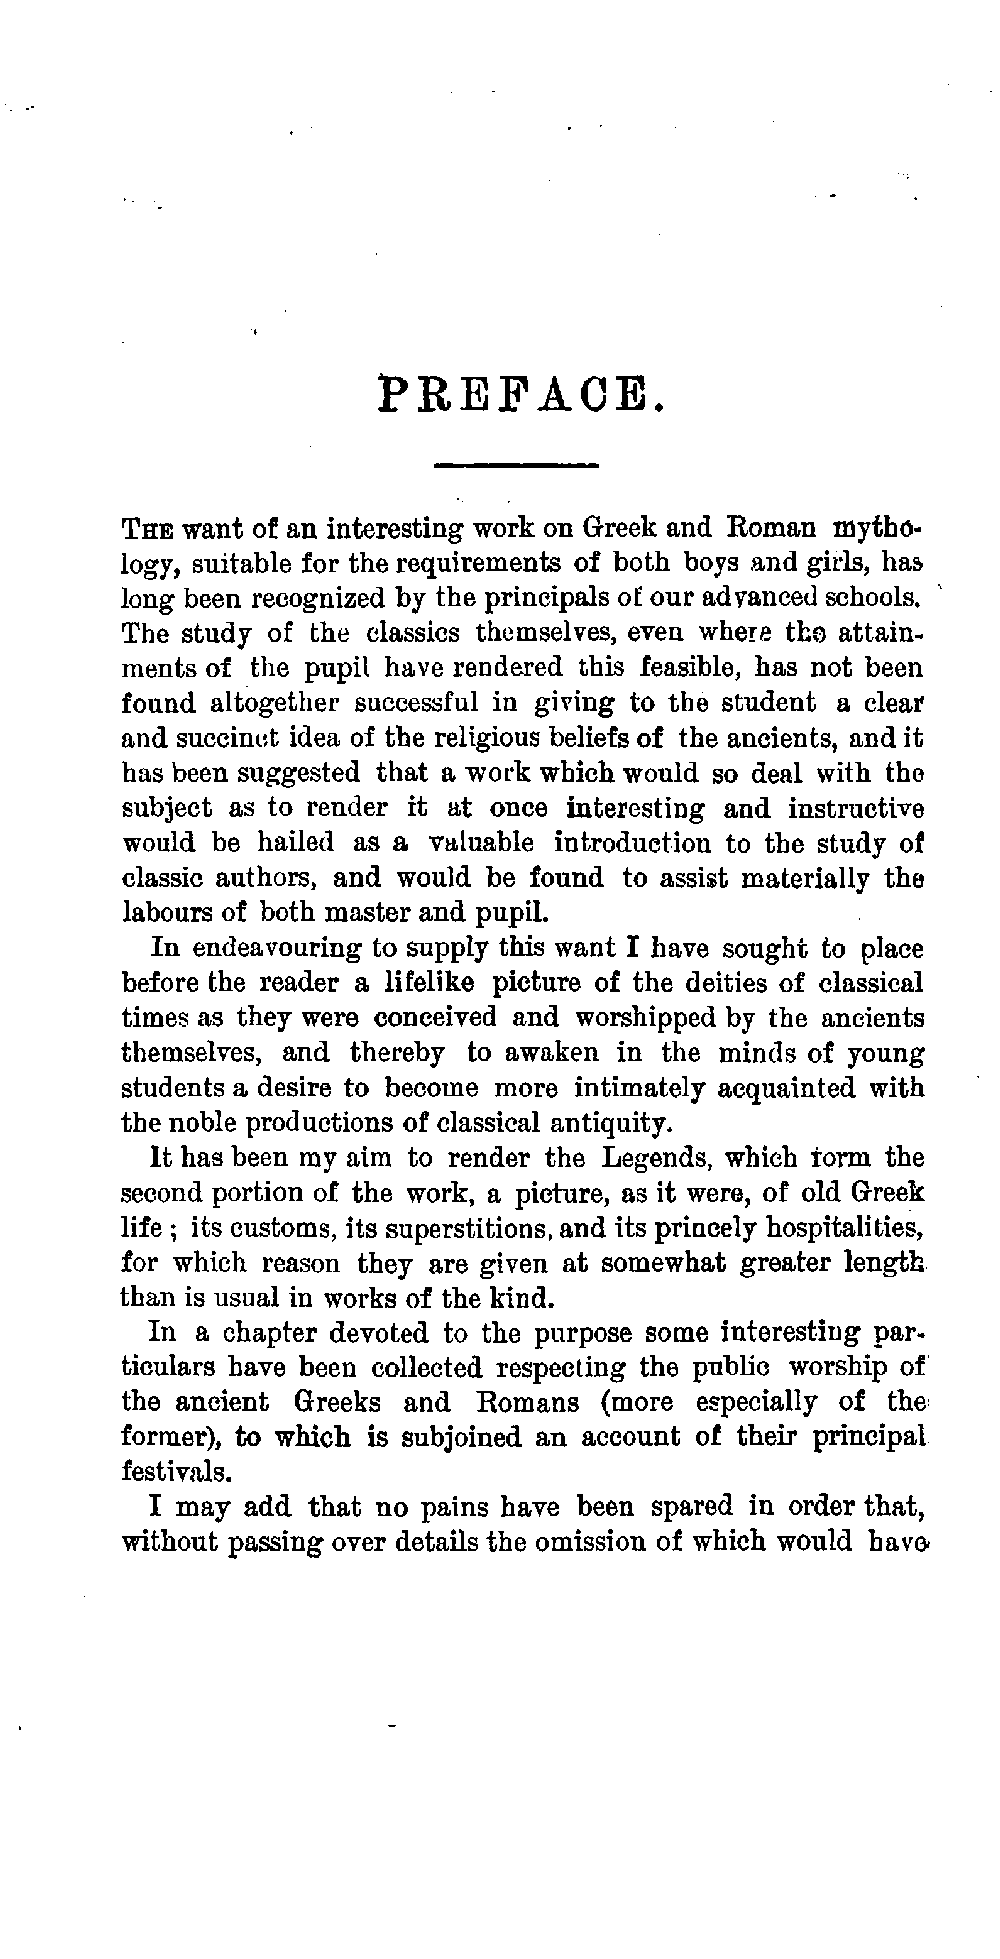 PREFACE.
THE want of an interesting work on Greek and Roman mytho-
logy, suitable for the requirements of both boys and girls, has
long been recognized by the principals of our advanced schools.
The study of the classics themselves, even where the attain-
ments of the pupil have rendered this feasible, has not been
found altogether successful in giving to the student a clear
and succinct idea of the religious beliefs of the ancients, and it
has been suggested that a work which would so deal with the
subject as to render it at once interesting and instructive
would be hailed as a valuable introduction to the study of
classic authors, and would be found to assist materially the
labours of both master and pupil.
In endeavouring to supply this want I have sought to place
before the reader a lifelike picture of the deities of classical
times as they were conceived and worshipped by the ancients
themselves, and thereby to awaken in the minds of young
students a desire to become more intimately acquainted with
the noble productions of classical antiquity.
It has been my aim to render the Legends, which form the
second portion of the work, a picture, as it were, of old Greek
life ; its customs, its superstitions, and its princely hospitalities,
for which reason they are given at somewhat greater length
than is usual in works of the kind.
In a chapter devoted to the purpose some interesting par-
ticulars have been collected respecting the public worship of
the ancient Greeks and Romans (more especially of the
former), to which is subjoined an account of their principal
festivals.
I may add that no pains have been spared in order that,
without passing over details the omission of which would have